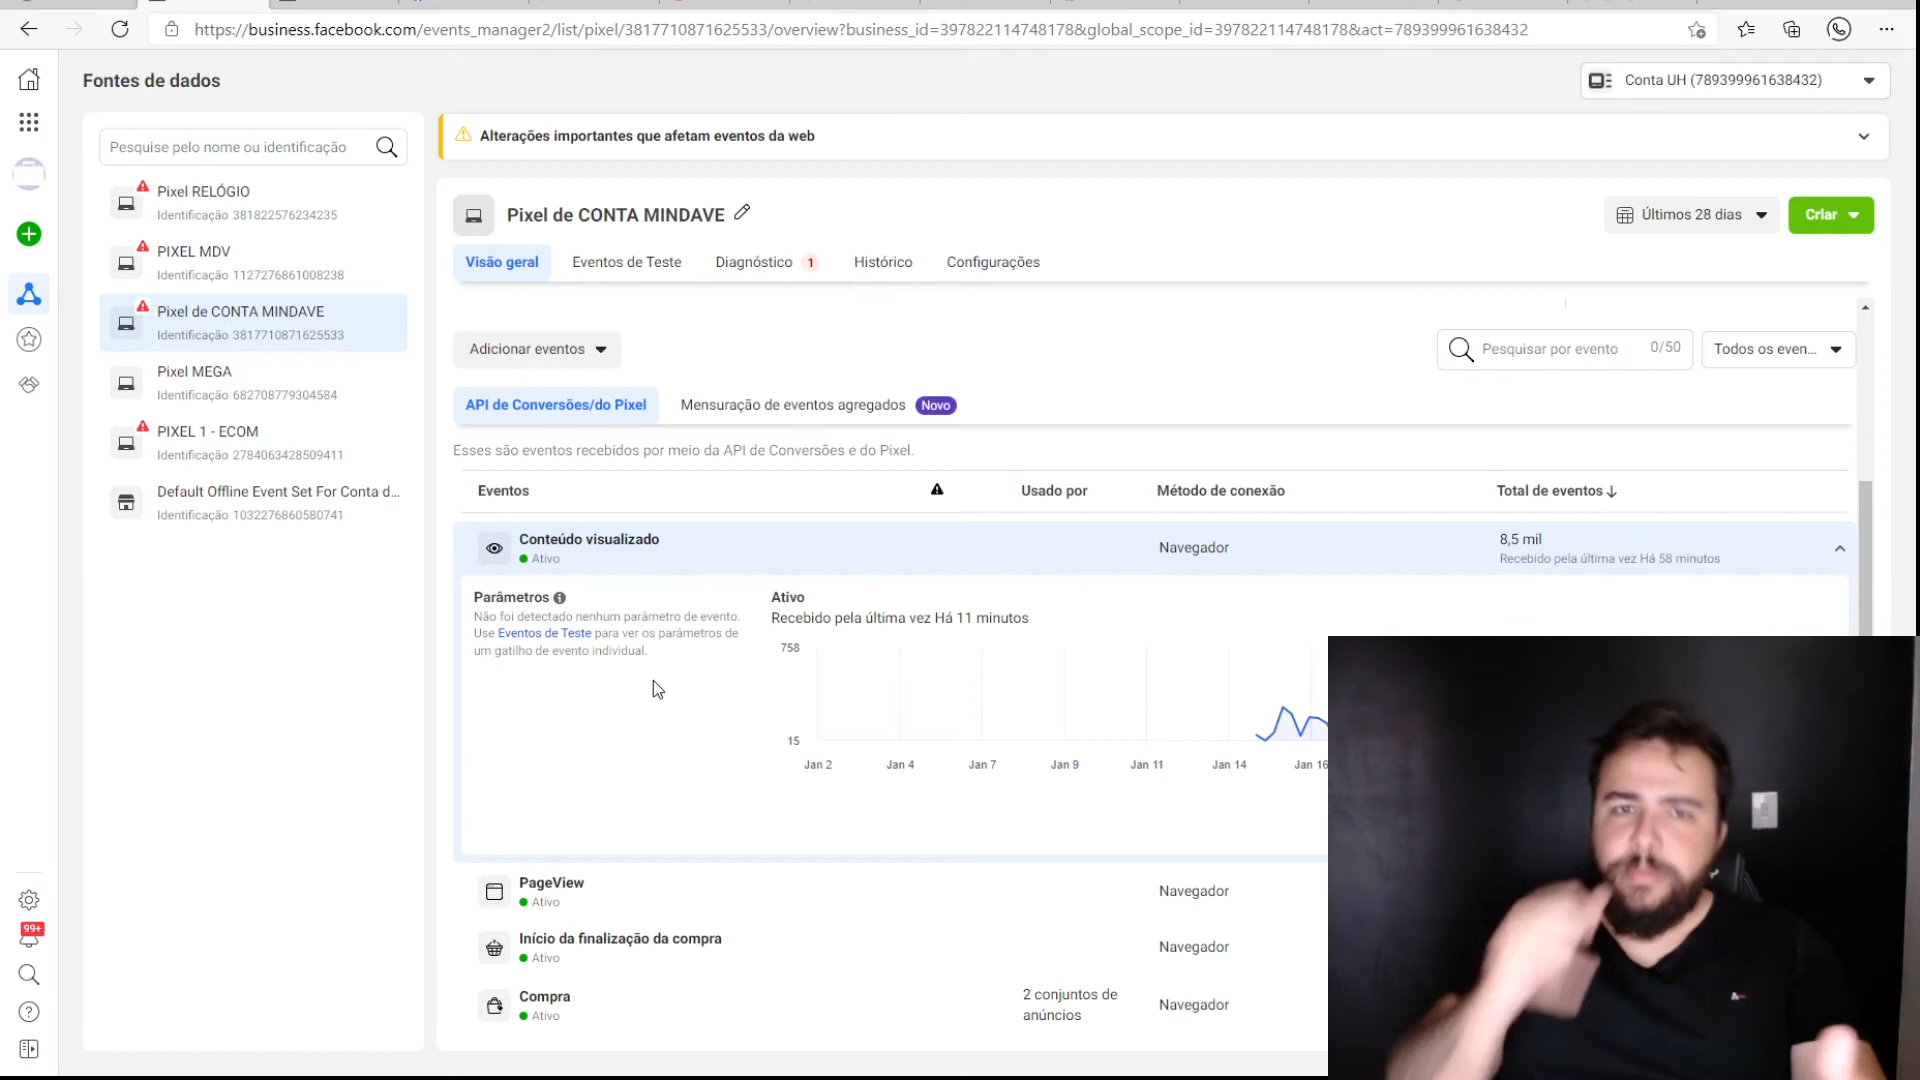 https://business.facebook.com/events_manager2/list/pixel/3817710871625533/overview?business_id=397822114748178&global_scope_id=397822114748178&act=789399961638432
Fontes de dados
Conta UH (789399961638432)
Pesquise pelo nome ou identificação
Pixel RELÓGIO
Identificação 381822576234235
PIXEL MDV
Identificação 1127276861008238
Pixel de CONTA MINDAVE
Identificação 3817710871625533
Pixel MEGA
Identificação 682708779304584
PIXEL 1 - ECOM
Identificação 2784063428509411
Default Offline Event Set For Conta d...
Identificação 1032276860580741
99+
Alterações importantes que afetam eventos da web
Pixel de CONTA MINDAVE
Últimos 28 dias
Criar
Visão geral
Eventos de Teste
Diagnóstico 1
Histórico
Configurações
Adicionar eventos
Pesquisar por evento 0/50
Todos os even...
API de Conversões/do Pixel
Mensuração de eventos agregados Novo
Esses são eventos recebidos por meio da API de Conversões e do Pixel.
Eventos
Usado por
Método de conexão
Total de eventos
Conteúdo visualizado
Ativo
Navegador
8,5 mil
Recebido pela última vez Há 58 minutos
Parâmetros
Não foi detectado nenhum parâmetro de evento.
Use Eventos de Teste para ver os parâmetros de
um gatilho de evento individual.
Ativo
Recebido pela última vez Há 11 minutos
758
15
Jan 2
Jan 4
Jan 7
Jan 9
Jan 11
Jan 14
Jan 16
PageView
Ativo
Navegador
Início da finalização da compra
Ativo
Navegador
Compra
Ativo
2 conjuntos de
anúncios
Navegador